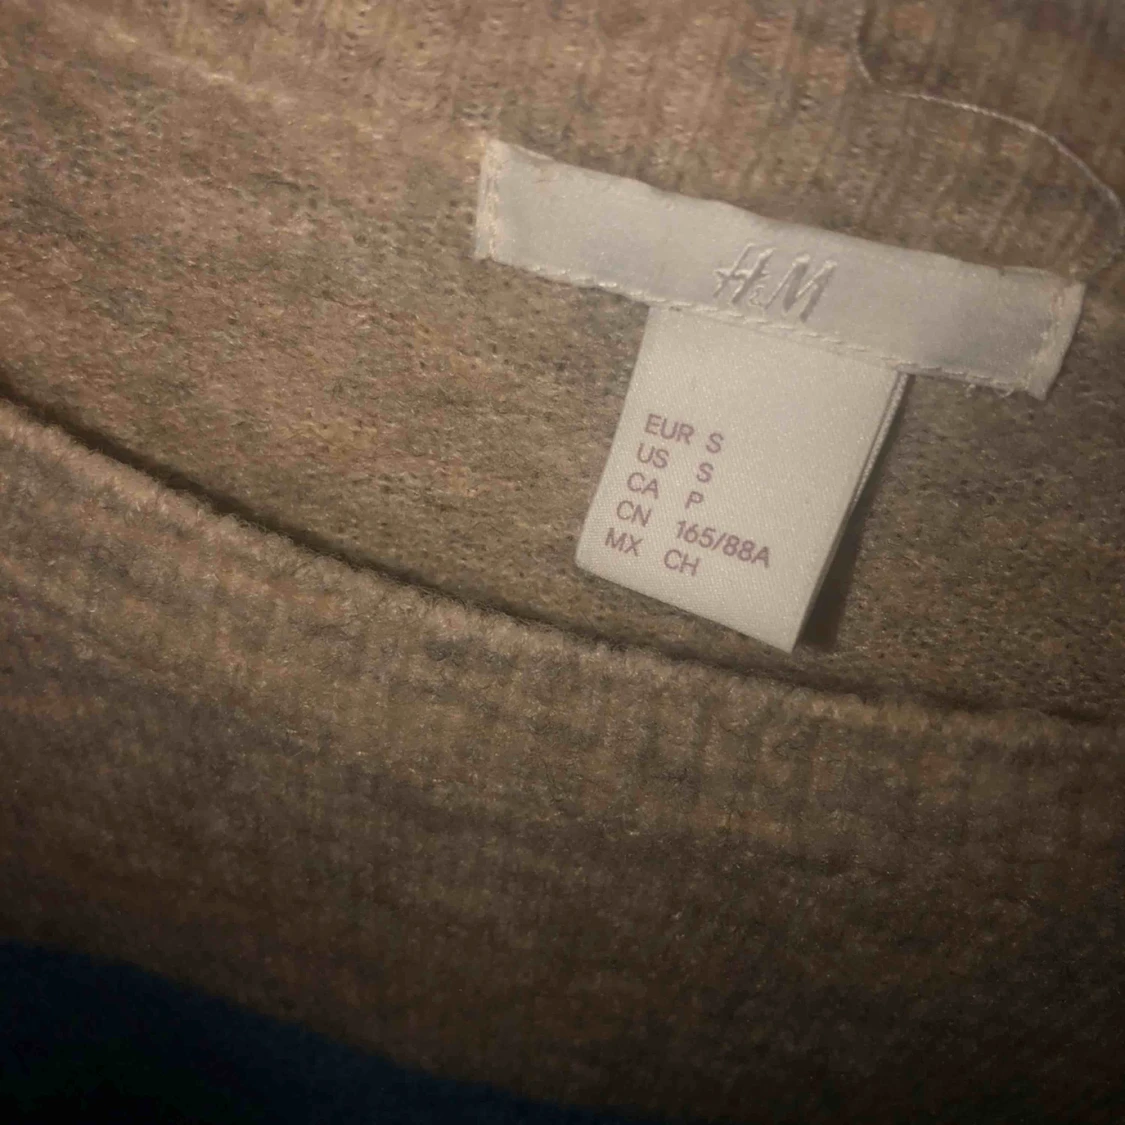 H&M
EUR S
US S
CA P
CN 165/88A
MX CH